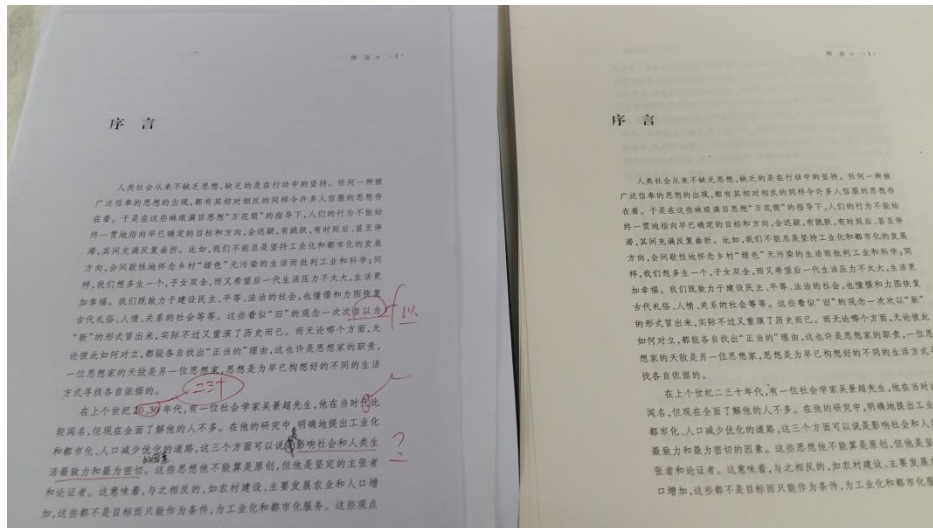 序 言 · 1 ·
序 言
人类社会从来不缺乏思想,缺乏的是在行动中的坚持。任何一种被
广泛信奉的思想的出现,都有其相对相反的同样令许多人信服的思想存
在着。于是在这些琳琅满目思想“万花筒”的指导下,人们的行为不能始
终一贯地指向早已确定的目标和方向,会迟疑,有跳跃,有时延后,甚至停
滞,其间充满反复曲折。比如,我们不能总是坚持工业化和都市化的发展
方向,会间歇性地怀念乡村“绿色”无污染的生活而批判工业和科学;同
样,我们想多生一个,子女双全,而又希望后一代生活压力不太大,生活更
加幸福。我们既致力于建设民主、平等、法治的社会,也憧憬和力图恢复
古代礼俗、人情、关系的社会等等。这些看似“旧”的观念一次次自以为
“新”的形式冒出来,实际不过又重演了历史而已。而无论哪个方面,无
论彼此如何对立,都能各自找出“正当的”理由,这也许是思想家的职责,
一位思想家的天敌是另一位思想家,思想是为早已构想好的不同的生活
方式寻找各自依据的。
二三十
在上个世纪20、30年代,有一位社会学家吴景超先生,他在当时比
较闻名,但现在全面了解他的人不多。在他的研究中,明确地提出工业化
和都市化、人口减少优化的道路,这三个方面可以说影响社会和人类生
?
的因素
活最致力和最为密切。这些思想他不能算是原创,但他是坚定的主张者
和论证者。这意味着,与之相反的,如农村建设、主要发展农业和人口增
加,这些都不是目标而只能作为条件,为工业化和都市化服务。这些观点
序 言 · 1 ·
序 言
人类社会从来不缺乏思想,缺乏的是在行动中的坚持。任何一种被
广泛信奉的思想的出现,都有其相对相反的同样令许多人信服的思想存
在着。于是在这些琳琅满目思想“万花筒”的指导下,人们的行为不能始
终一贯地指向早已确定的目标和方向,会迟疑,有跳跃,有时延后,甚至停
滞,其间充满反复曲折。比如,我们不能总是坚持工业化和都市化的发展
方向,会间歇性地怀念乡村“绿色”无污染的生活而批判工业和科学;同
样,我们想多生一个,子女双全,而又希望后一代生活压力不太大,生活更
加幸福。我们既致力于建设民主、平等、法治的社会,也憧憬和力图恢复
古代礼俗、人情、关系的社会等等。这些看似“旧”的观念一次次以“新”
的形式冒出来,实际不过又重演了历史而已。而无论哪个方面,无论彼此
如何对立,都能各自找出“正当的”理由,这也许是思想家的职责,一位思
想家的天敌是另一位思想家,思想是为早已构想好的不同的生活方式寻
找各自依据的。
在上个世纪二三十年代,有一位社会学家吴景超先生,他在当时
闻名,但现在全面了解他的人不多。在他的研究中,明确地提出工业
都市化、人口减少优化的道路,这三个方面可以说是影响社会和人
最致力和最为密切的因素。这些思想他不能算是原创,但他是坚
张者和论证者。这意味着,与之相反的,如农村建设、主要发展
口增加,这些都不是目标而只能作为条件,为工业化和都市化服